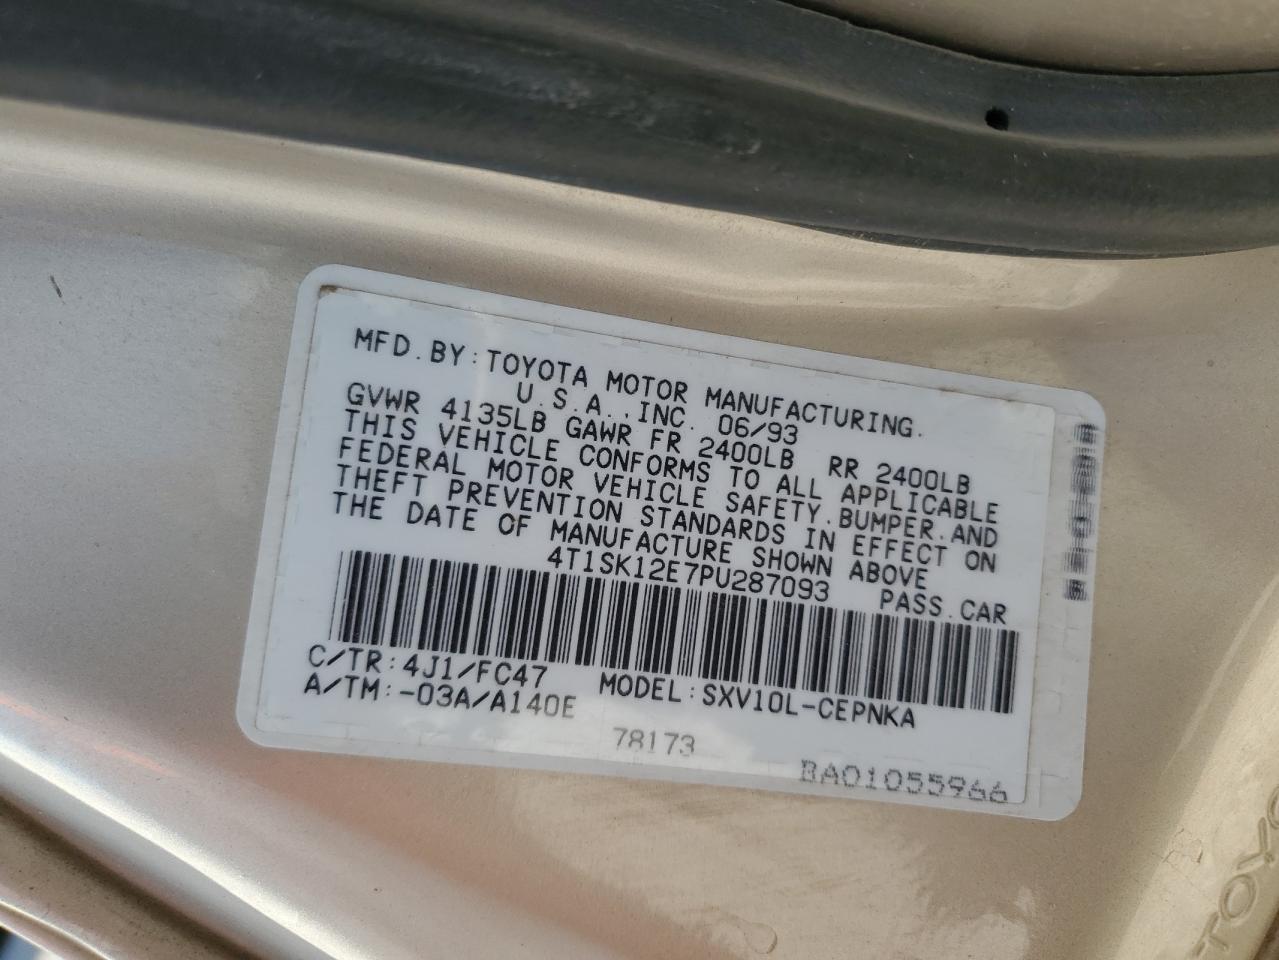 MFD. BY: TOYOTA MOTOR MANUFACTURING.
U.S.A., INC. 06/93
GVWR 4135LB GAWR FR 2400LB RR 2400LB
THIS VEHICLE CONFORMS TO ALL APPLICABLE
FEDERAL MOTOR VEHICLE SAFETY, BUMPER, AND
THEFT PREVENTION STANDARDS IN EFFECT ON
THE DATE OF MANUFACTURE SHOWN ABOVE
4T1SK12E7PU287093 PASS. CAR
C/TR: 4J1/FC47 MODEL: SXV10L-CEPNKA
A/TM: -03A/A140E
78173
BA01055966
TOYO